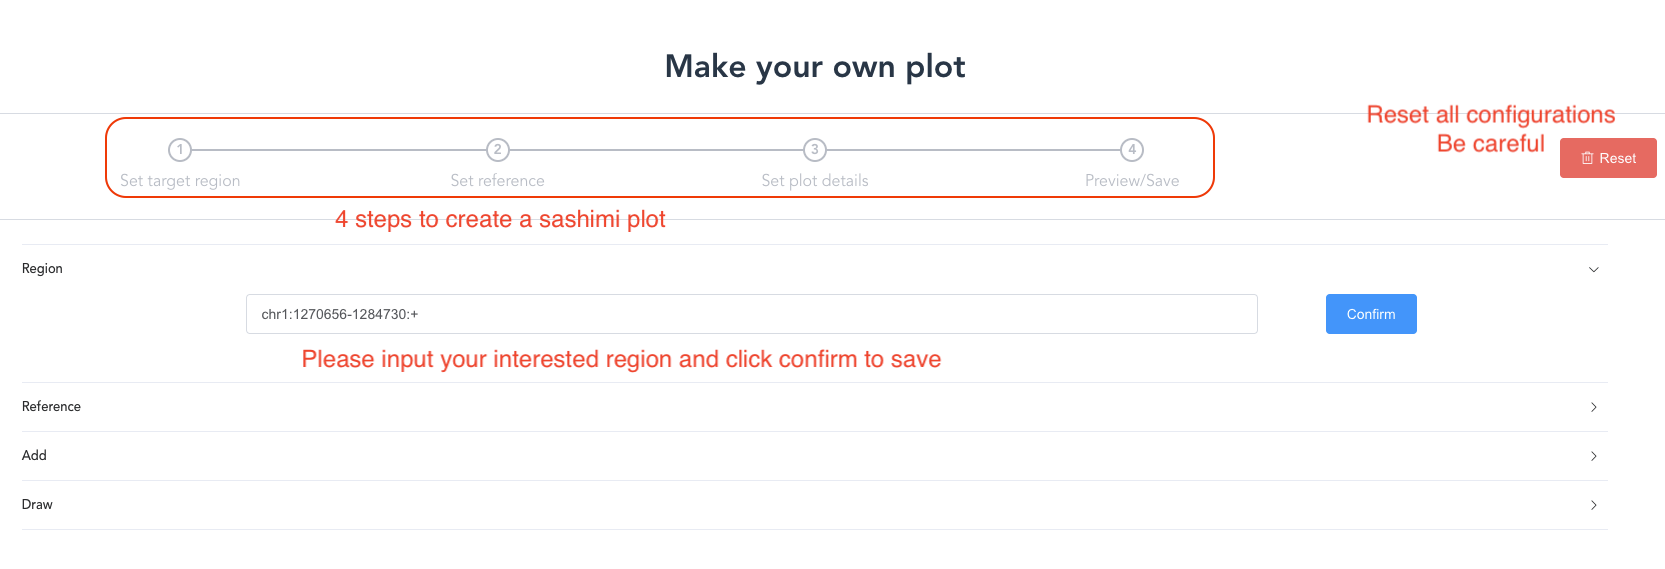 Make your own plot
Reset all configurations
Be careful
1
2
3
4
Reset
Set target region
Set reference
Set plot details
Preview/Save
4 steps to create a sashimi plot
Region
chr1:1270656-1284730:+
Confirm
Please input your interested region and click confirm to save
Reference
Add
Draw